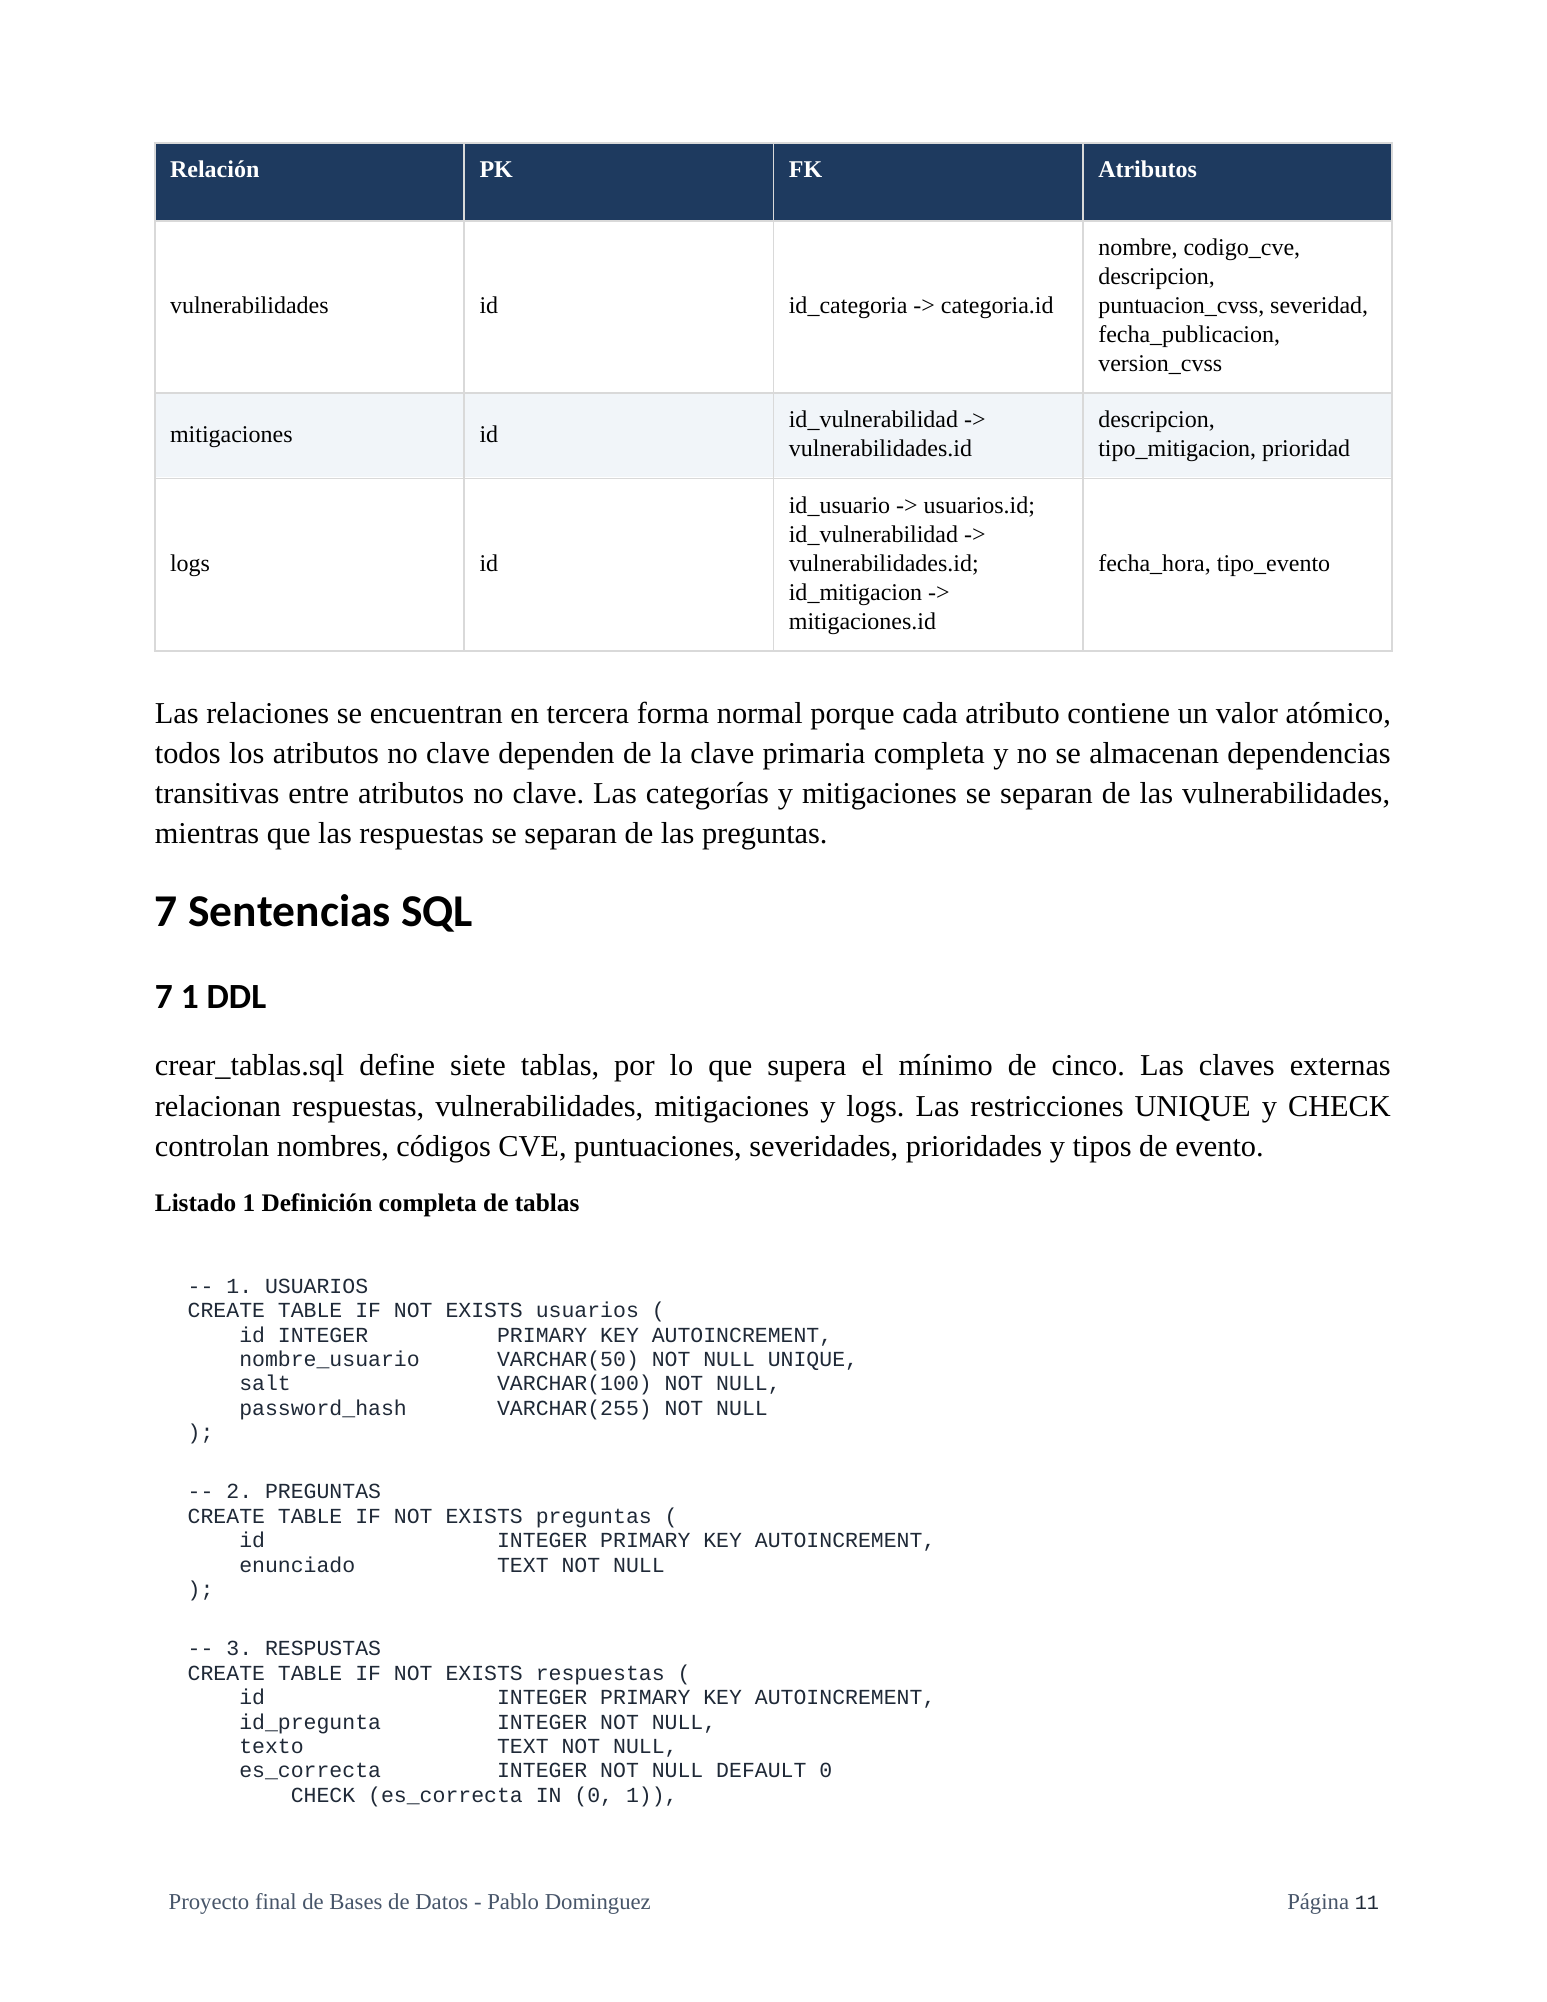 Relación PK FK Atributos
vulnerabilidades id id_categoria -> categoria.id nombre, codigo_cve,
descripcion,
puntuacion_cvss, severidad,
fecha_publicacion,
version_cvss
mitigaciones id id_vulnerabilidad ->
vulnerabilidades.id descripcion,
tipo_mitigacion, prioridad
logs id id_usuario -> usuarios.id;
id_vulnerabilidad ->
vulnerabilidades.id;
id_mitigacion ->
mitigaciones.id fecha_hora, tipo_evento
Las relaciones se encuentran en tercera forma normal porque cada atributo contiene un valor atómico,
todos los atributos no clave dependen de la clave primaria completa y no se almacenan dependencias
transitivas entre atributos no clave. Las categorías y mitigaciones se separan de las vulnerabilidades,
mientras que las respuestas se separan de las preguntas.
7 Sentencias SQL
7 1 DDL
crear_tablas.sql define siete tablas, por lo que supera el mínimo de cinco. Las claves externas
relacionan respuestas, vulnerabilidades, mitigaciones y logs. Las restricciones UNIQUE y CHECK
controlan nombres, códigos CVE, puntuaciones, severidades, prioridades y tipos de evento.
Listado 1 Definición completa de tablas
-- 1. USUARIOS
CREATE TABLE IF NOT EXISTS usuarios (
    id INTEGER          PRIMARY KEY AUTOINCREMENT,
    nombre_usuario      VARCHAR(50) NOT NULL UNIQUE,
    salt                VARCHAR(100) NOT NULL,
    password_hash       VARCHAR(255) NOT NULL
);
-- 2. PREGUNTAS
CREATE TABLE IF NOT EXISTS preguntas (
    id                  INTEGER PRIMARY KEY AUTOINCREMENT,
    enunciado           TEXT NOT NULL
);
-- 3. RESPUSTAS
CREATE TABLE IF NOT EXISTS respuestas (
    id                  INTEGER PRIMARY KEY AUTOINCREMENT,
    id_pregunta         INTEGER NOT NULL,
    texto               TEXT NOT NULL,
    es_correcta         INTEGER NOT NULL DEFAULT 0
        CHECK (es_correcta IN (0, 1)),
Proyecto final de Bases de Datos - Pablo Dominguez Página 11